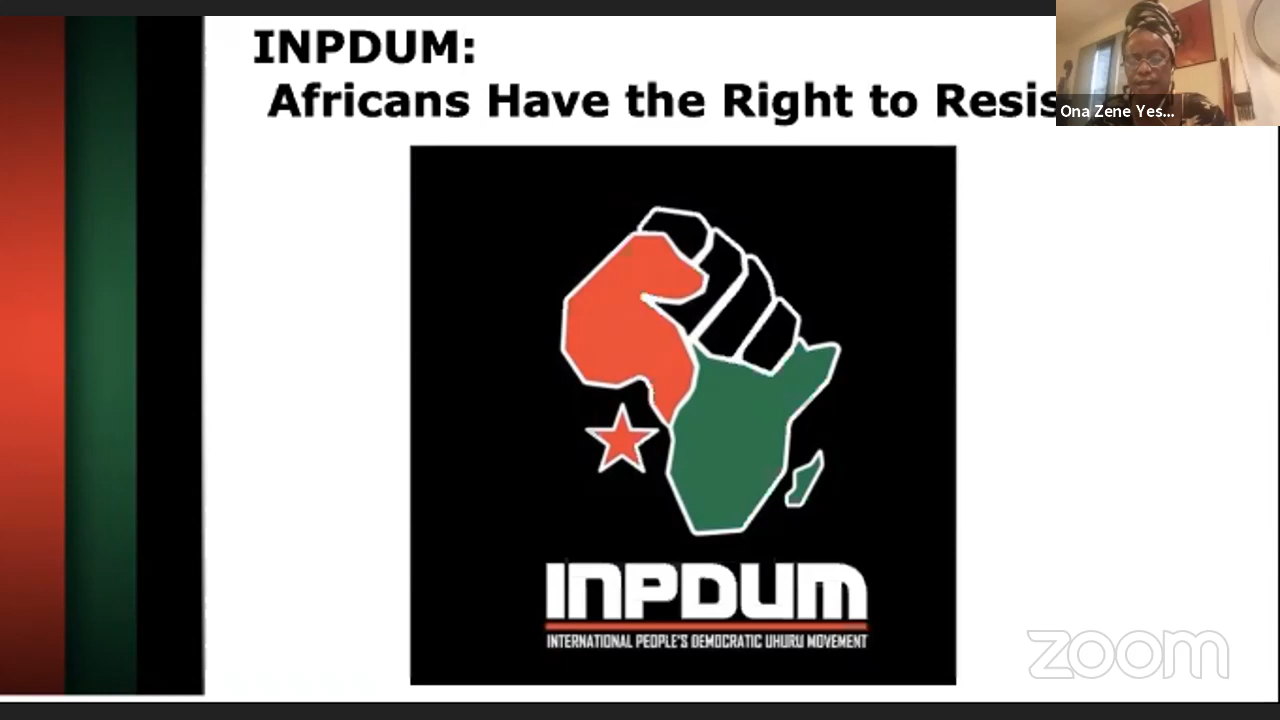 INPDUM:
Africans Have the Right to Resis
Ona Zene Yes...
INPDUM
INTERNATIONAL PEOPLE'S DEMOCRATIC UHURU MOVEMENT
zoom